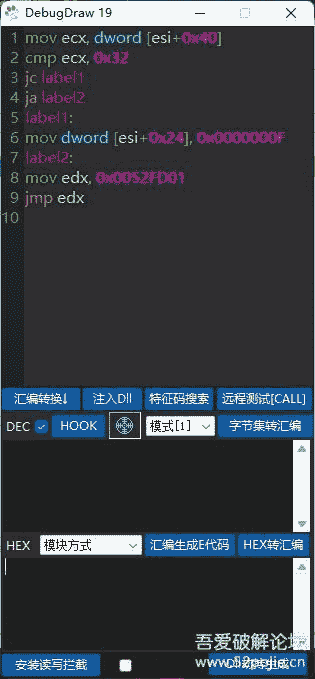 DebugDraw 19
1 mov ecx, dword [esi+0x40]
2 cmp ecx, 0x32
3 jc label1
4 ja label2
5 label1:
6 mov dword [esi+0x24], 0x0000000F
7 label2:
8 mov edx, 0x0052FD01
9 jmp edx
10
汇编转换↓ 注入Dll 特征码搜索 远程测试[CALL]
DEC HOOK 模式[1] 字节集转汇编
HEX 模块方式 汇编生成E代码 HEX转汇编
吾爱破解论坛
www.52pojie.cn
安装读写拦截